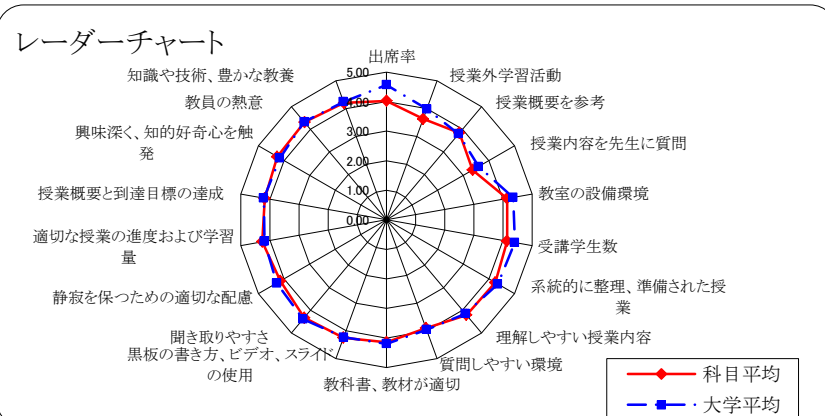 レーダーチャート
出席率
授業外学習活動
授業概要を参考
授業内容を先生に質問
教室の設備環境
受講学生数
系統的に整理、準備された授
業
理解しやすい授業内容
質問しやすい環境
教科書、教材が適切
黒板の書き方、ビデオ、スライド
の使用
聞き取りやすさ
静寂を保つための適切な配慮
適切な授業の進度および学習
量
授業概要と到達目標の達成
興味深く、知的好奇心を触
発
教員の熱意
知識や技術、豊かな教養
5.00
4.00
3.00
2.00
1.00
0.00
科目平均
大学平均